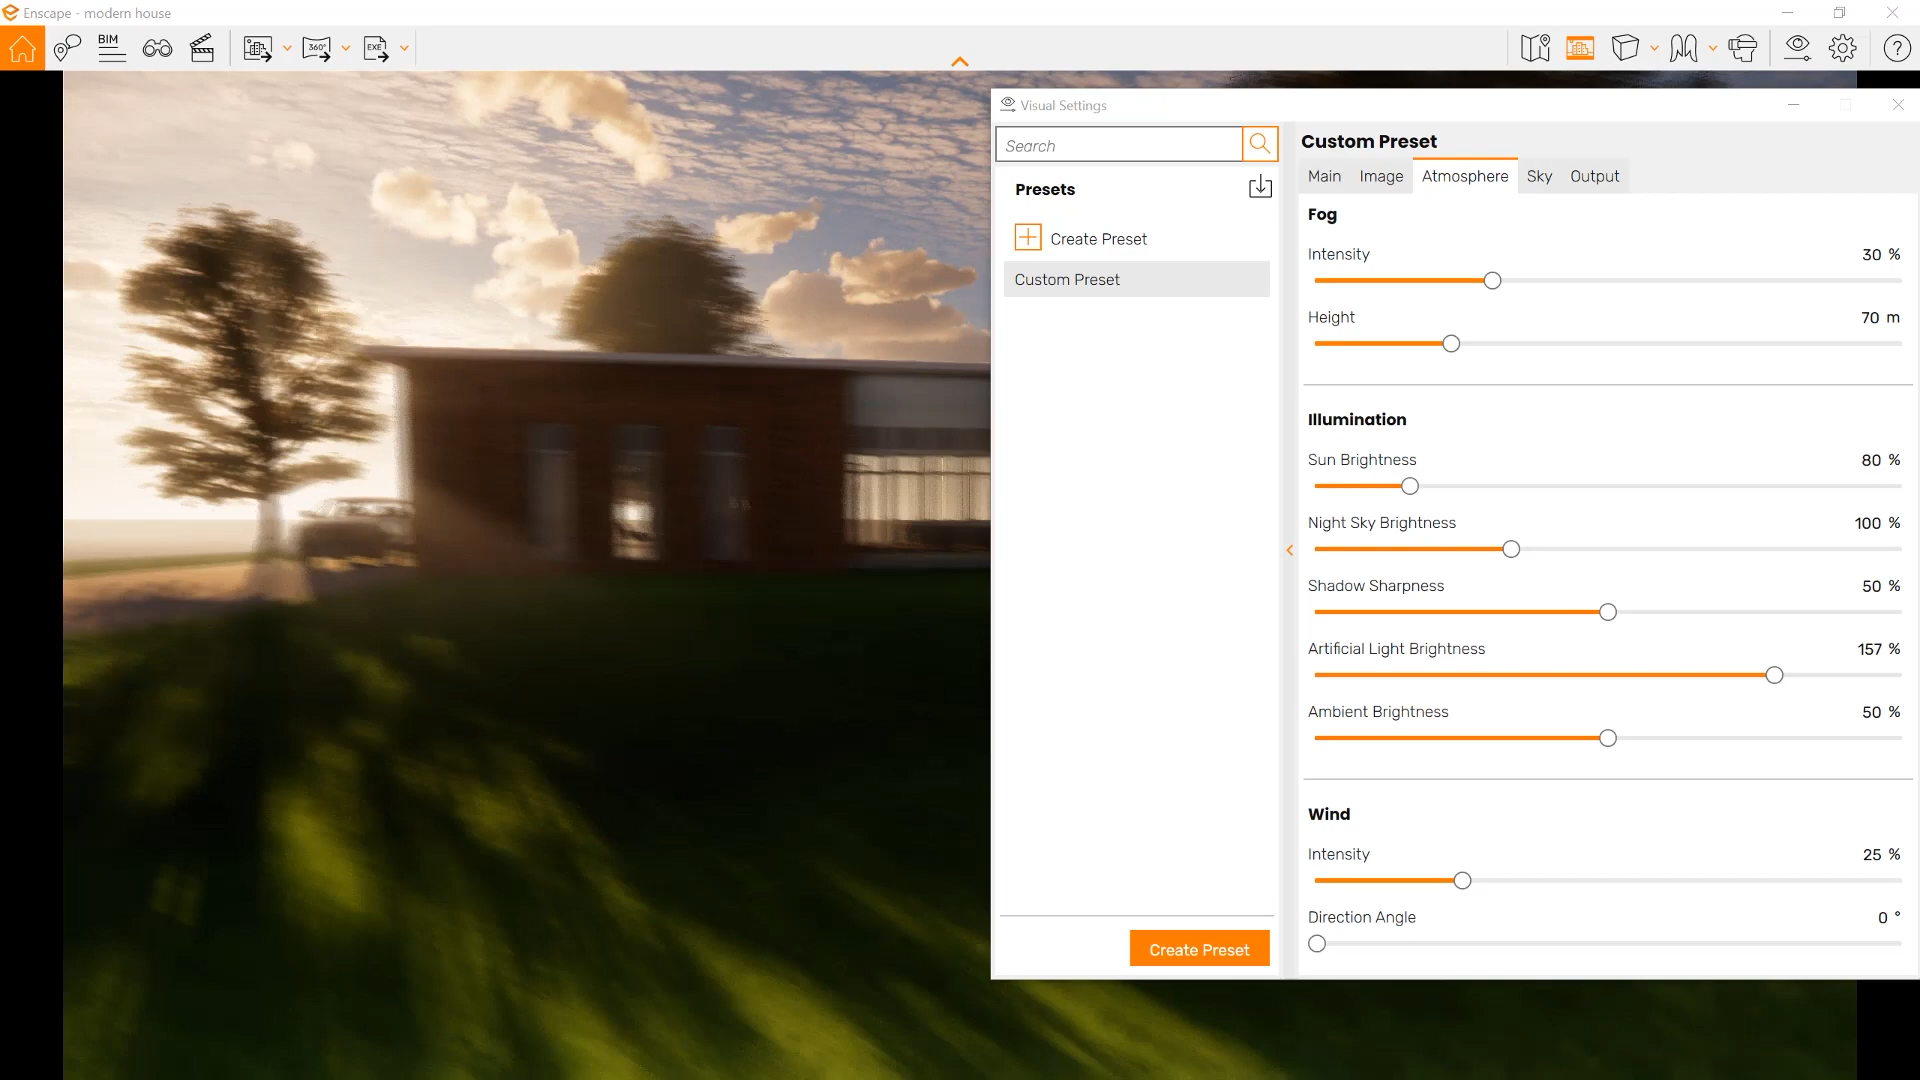 Enscape - modern house
BIM
360°
EXE
Visual Settings
Search
Presets
Create Preset
Custom Preset
Create Preset
Custom Preset
Main Image Atmosphere Sky Output
Fog
Intensity 30 %
Height 70 m
Illumination
Sun Brightness 80 %
Night Sky Brightness 100 %
Shadow Sharpness 50 %
Artificial Light Brightness 157 %
Ambient Brightness 50 %
Wind
Intensity 25 %
Direction Angle 0 °